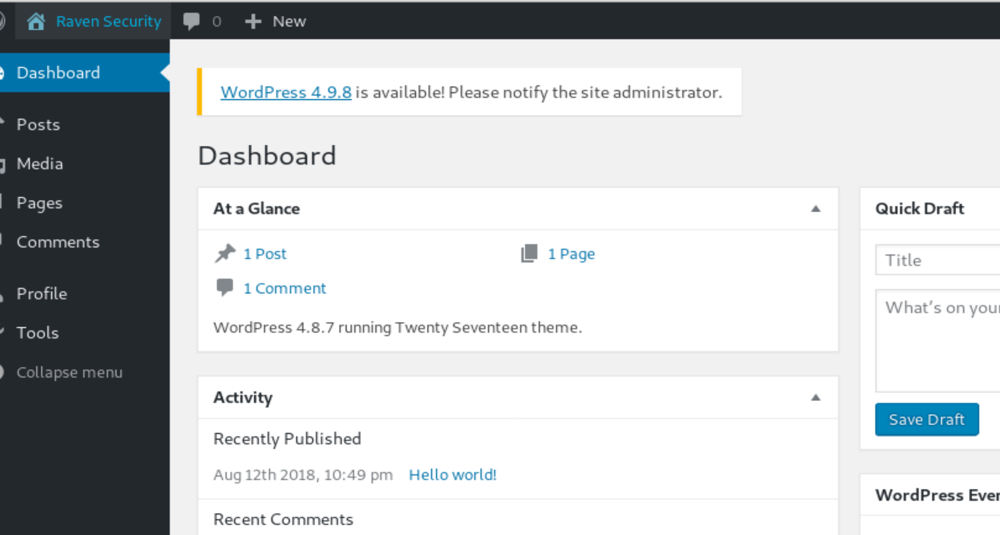 Raven Security 0 New
Dashboard
Posts
Media
Pages
Comments
Profile
Tools
Collapse menu
WordPress 4.9.8 is available! Please notify the site administrator.
Dashboard
At a Glance
1 Post
1 Page
1 Comment
WordPress 4.8.7 running Twenty Seventeen theme.
Activity
Recently Published
Aug 12th 2018, 10:49 pm Hello world!
Recent Comments
Quick Draft
Title
What's on your
Save Draft
WordPress